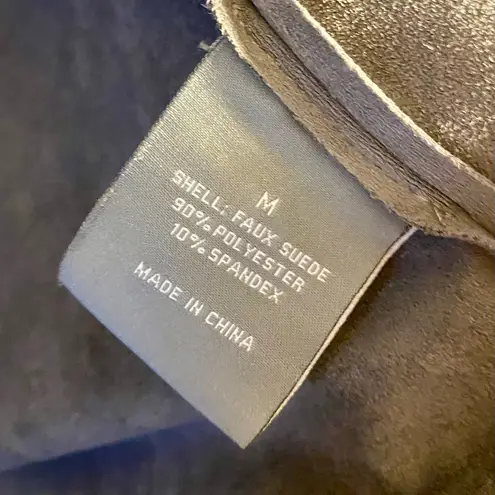 M
SHELL: FAUX SUEDE
90% POLYESTER
10% SPANDEX
MADE IN CHINA